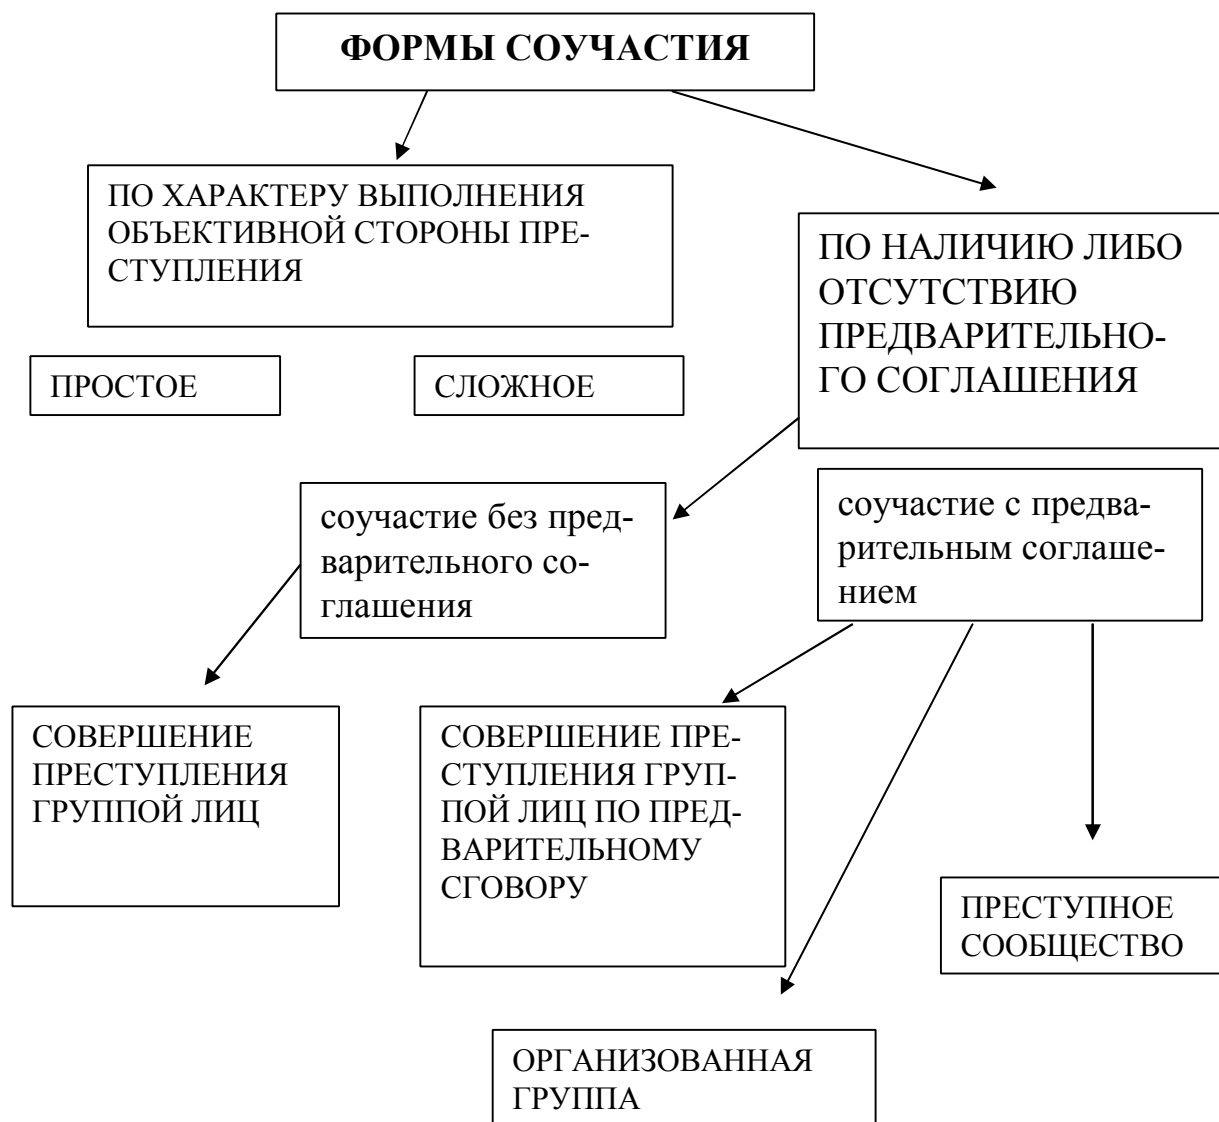 ФОРМЫ СОУЧАСТИЯ
ПО ХАРАКТЕРУ ВЫПОЛНЕНИЯ
ОБЪЕКТИВНОЙ СТОРОНЫ ПРЕ-
СТУПЛЕНИЯ
ПО НАЛИЧИЮ ЛИБО
ОТСУТСТВИЮ
ПРЕДВАРИТЕЛЬНО-
ГО СОГЛАШЕНИЯ
ПРОСТОЕ
СЛОЖНОЕ
соучастие без пред-
варительного со-
глашения
соучастие с предва-
рительным соглаше-
нием
СОВЕРШЕНИЕ
ПРЕСТУПЛЕНИЯ
ГРУППОЙ ЛИЦ
СОВЕРШЕНИЕ ПРЕ-
СТУПЛЕНИЯ ГРУП-
ПОЙ ЛИЦ ПО ПРЕД-
ВАРИТЕЛЬНОМУ
СГОВОРУ
ПРЕСТУПНОЕ
СООБЩЕСТВО
ОРГАНИЗОВАННАЯ
ГРУППА